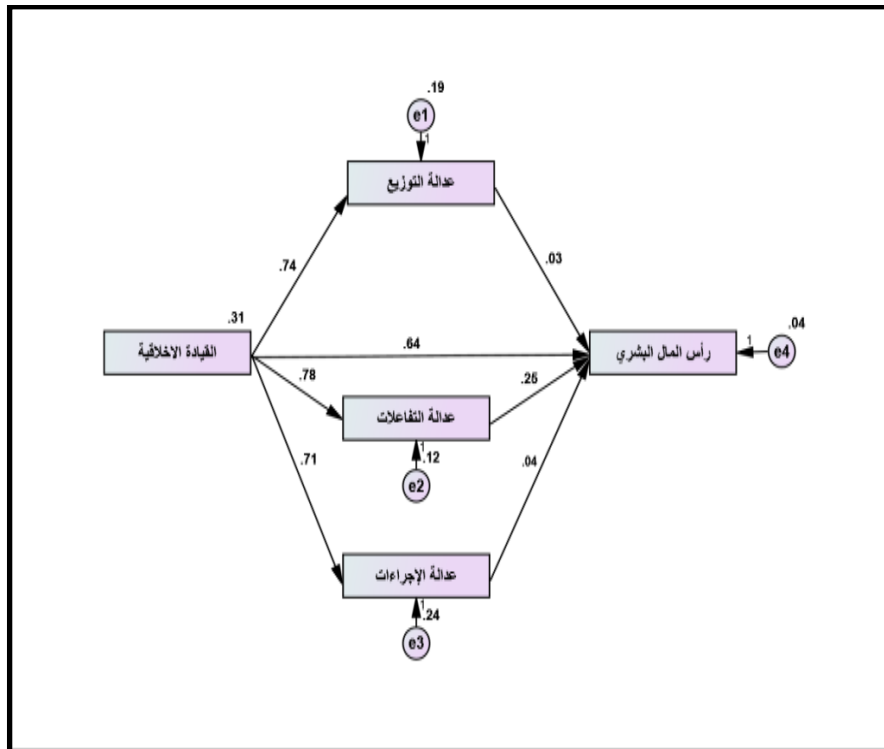 .19
e1
1
عدالة التوزيع
.74
.03
.31
القيادة الاخلاقية
.64
رأس المال البشري
1
.04
e4
.78
.25
عدالة التفاعلات
1
.12
e2
.71
.04
عدالة الإجراءات
1
.24
e3